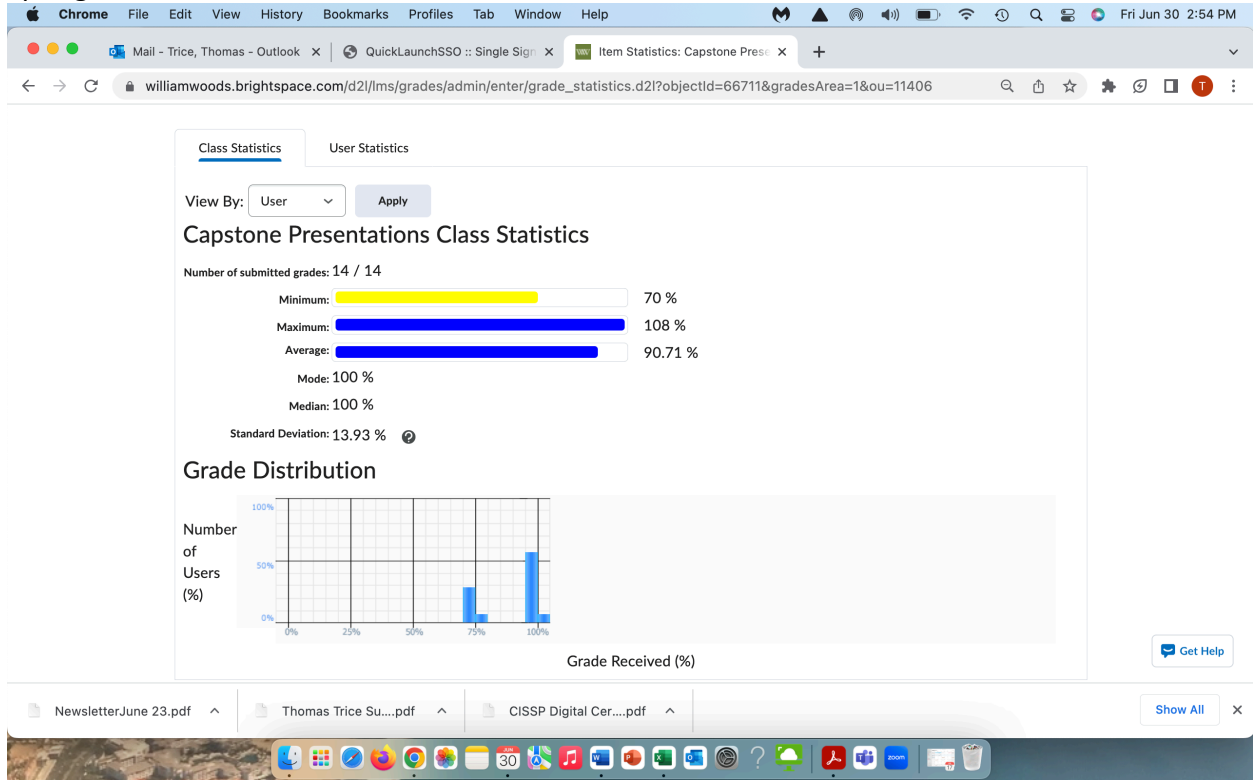 Chrome File Edit View History Bookmarks Profiles Tab Window Help Fri Jun 30 2:54 PM
Mail - Trice, Thomas - Outlook QuickLaunchSSO :: Single Sign Item Statistics: Capstone Prese
williamwoods.brightspace.com/d2l/lms/grades/admin/enter/grade_statistics.d2l?objectId=66711&gradesArea=1&ou=11406 T
Class Statistics User Statistics
View By: User Apply
Capstone Presentations Class Statistics
Number of submitted grades: 14 / 14
Minimum: 70 %
Maximum: 108 %
Average: 90.71 %
Mode: 100 %
Median: 100 %
Standard Deviation: 13.93 % ?
Grade Distribution
100%
Number
of
50%
Users
(%)
0%
0% 25% 50% 75% 100%
Grade Received (%)
Get Help
NewsletterJune 23.pdf Thomas Trice Su....pdf CISSP Digital Cer....pdf Show All
JUN
30
zoom
17